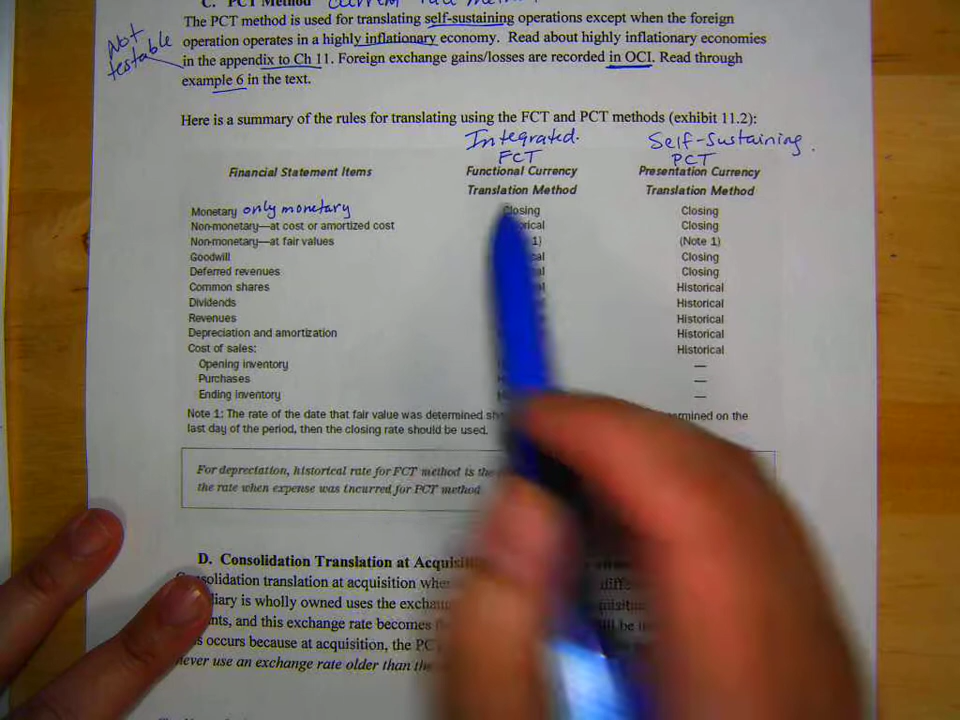 C. PCT Method current rate method
The PCT method is used for translating self-sustaining operations except when the foreign
operation operates in a highly inflationary economy. Read about highly inflationary economies
in the appendix to Ch 11. Foreign exchange gains/losses are recorded in OCI. Read through
example 6 in the text.
Not
testable
Here is a summary of the rules for translating using the FCT and PCT methods (exhibit 11.2):
Integrated. Self-Sustaining.
FCT PCT
Financial Statement Items Functional Currency Presentation Currency
Translation Method Translation Method
Monetary only monetary Closing Closing
Non-monetary—at cost or amortized cost Closing
Non-monetary—at fair values 1) (Note 1)
Goodwill Closing
Deferred revenues Closing
Common shares Historical
Dividends Historical
Revenues Historical
Depreciation and amortization Historical
Cost of sales: Historical
Opening inventory —
Purchases —
Ending inventory —
Note 1: The rate of the date that fair value was determined on the
last day of the period, then the closing rate should be used.
For depreciation, historical rate for FCT method is the
the rate when expense was incurred for PCT method
D. Consolidation Translation at
translation at acquisition
is wholly owned uses the
and this exchange rate becomes
occurs because at acquisition, the
never use an exchange rate older than the